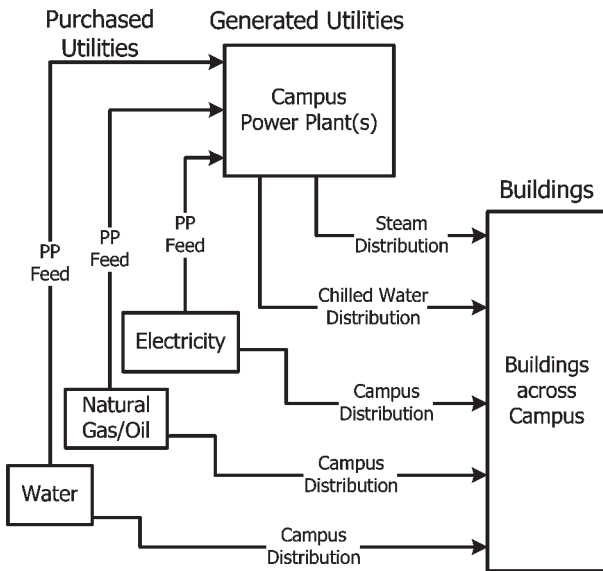 Purchased
Utilities
Generated Utilities
Campus
Power Plant(s)
Buildings
PP
Feed
PP
Feed
PP
Feed
Steam
Distribution
Chilled Water
Distribution
Electricity
Campus
Distribution
Buildings
across
Campus
Natural
Gas/Oil
Campus
Distribution
Water
Campus
Distribution